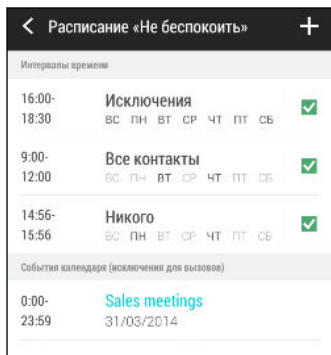 Расписание «Не беспокоить»
Интервалы времени
16:00-
18:30
Исключения
ВС ПН ВТ СР ЧТ ПТ СБ
9:00-
12:00
Все контакты
ВС ПН ВТ СР ЧТ ПТ СБ
14:56-
15:56
Никого
ВС ПН ВТ СР ЧТ ПТ СБ
События календаря (исключения для вызовов)
0:00-
23:59
Sales meetings
31/03/2014